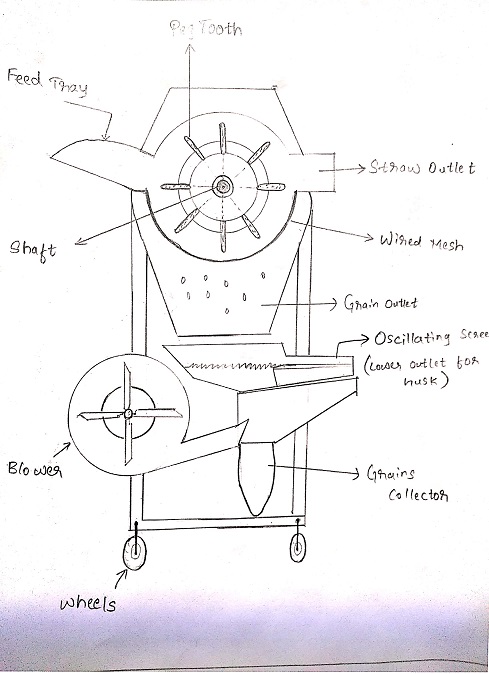 Peg Tooth
Feed Tray
Straw Outlet
Shaft
Wired Mesh
Grain Outlet
Oscillating Scree
(Lower outlet for
husk)
Blower
Grains
Collector
Wheels